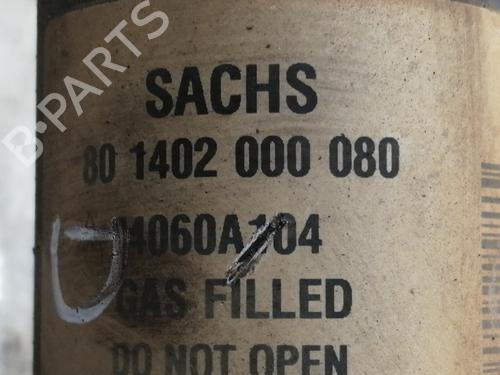 B-PARTS
SACHS
80 1402 000 080
4060A104
GAS FILLED
DO NOT OPEN